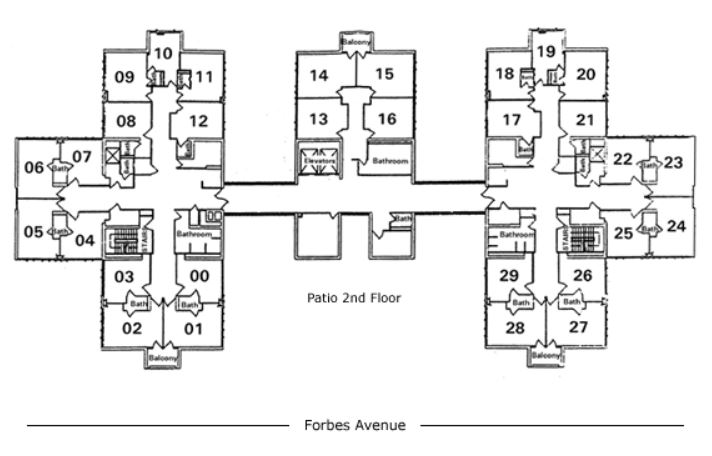 Balcony
10
19
09
11
14
15
18
20
08
12
13
16
17
21
Bath
Bath
Elevators
Bathroom
06
07
Bath
22
23
Bath
05
04
Bath
STAIRS
Bathroom
Bath
Bathroom
STAIRS
25
24
Bath
03
00
29
26
Bath
Bath
Bath
Bath
02
01
28
27
Balcony
Balcony
Patio 2nd Floor
Forbes Avenue